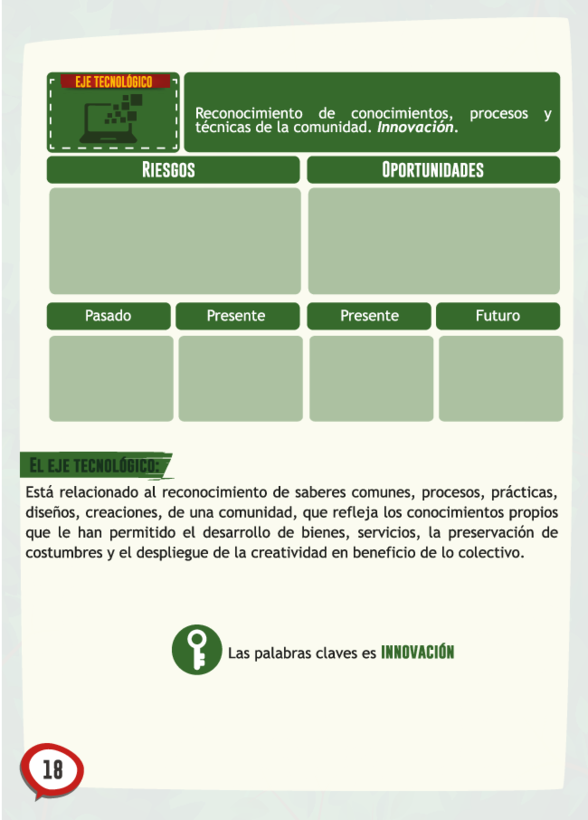 EJE TECNOLÓGICO
Reconocimiento de conocimientos, procesos y
técnicas de la comunidad. Innovación.
RIESGOS
OPORTUNIDADES
Pasado
Presente
Presente
Futuro
EL EJE TECNOLÓGICO:
Está relacionado al reconocimiento de saberes comunes, procesos, prácticas,
diseños, creaciones, de una comunidad, que refleja los conocimientos propios
que le han permitido el desarrollo de bienes, servicios, la preservación de
costumbres y el despliegue de la creatividad en beneficio de lo colectivo.
Las palabras claves es INNOVACIÓN
18